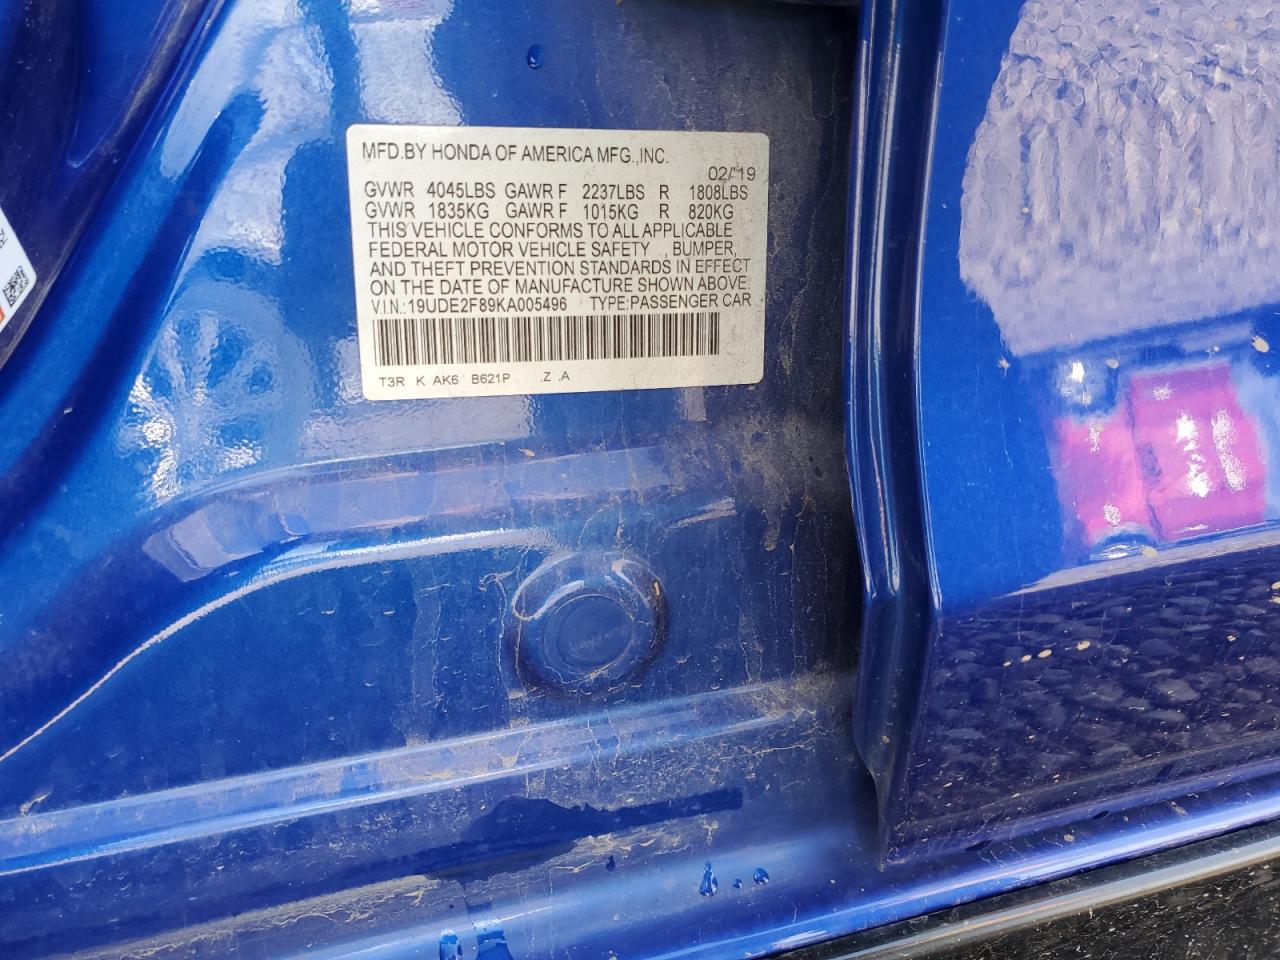 MFD.BY HONDA OF AMERICA MFG.,INC.
02/'19
GVWR 4045LBS GAWR F 2237LBS R 1808LBS
GVWR 1835KG GAWR F 1015KG R 820KG
THIS VEHICLE CONFORMS TO ALL APPLICABLE
FEDERAL MOTOR VEHICLE SAFETY , BUMPER,
AND THEFT PREVENTION STANDARDS IN EFFECT
ON THE DATE OF MANUFACTURE SHOWN ABOVE.
V.I.N.:19UDE2F89KA005496 TYPE:PASSENGER CAR
T3R K AK6 B621P .Z .A